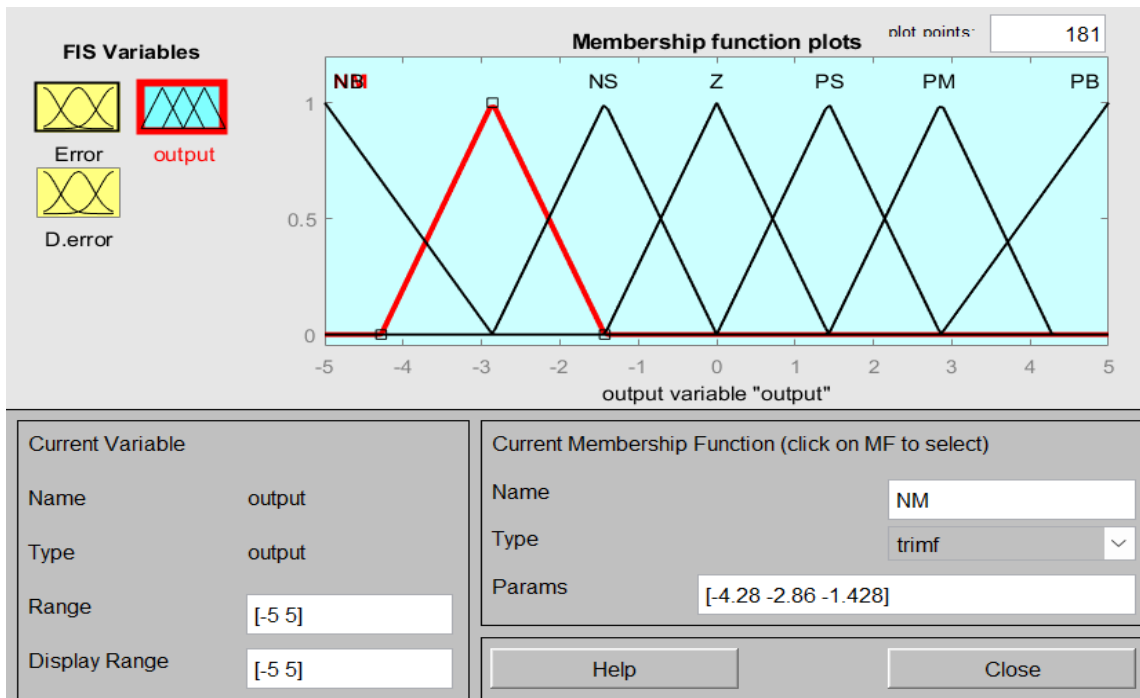 FIS Variables
Error
output
D.error
Membership function plots
plot points:
181
NB
NM
NS
Z
PS
PM
PB
1
0.5
0
-5
-4
-3
-2
-1
0
1
2
3
4
5
output variable "output"
Current Variable
Name
output
Type
output
Range
[-5 5]
Display Range
[-5 5]
Current Membership Function (click on MF to select)
Name
NM
Type
trimf
Params
[-4.28 -2.86 -1.428]
Help
Close